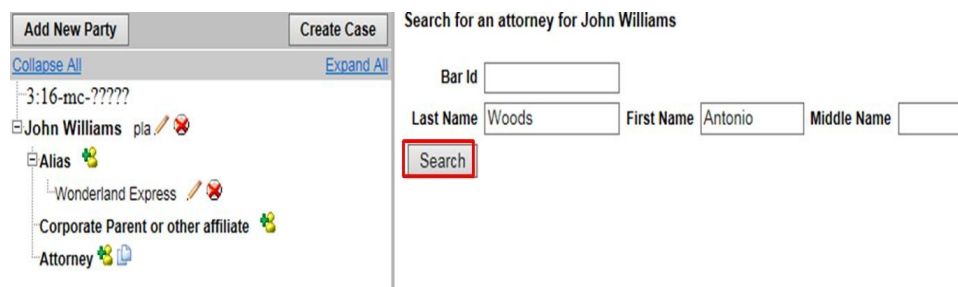 Add New Party
Create Case
Collapse All
Expand All
3:16-mc-?????
John Williams pla
Alias
Wonderland Express
Corporate Parent or other affiliate
Attorney
Search for an attorney for John Williams
Bar Id
Last Name Woods First Name Antonio Middle Name
Search